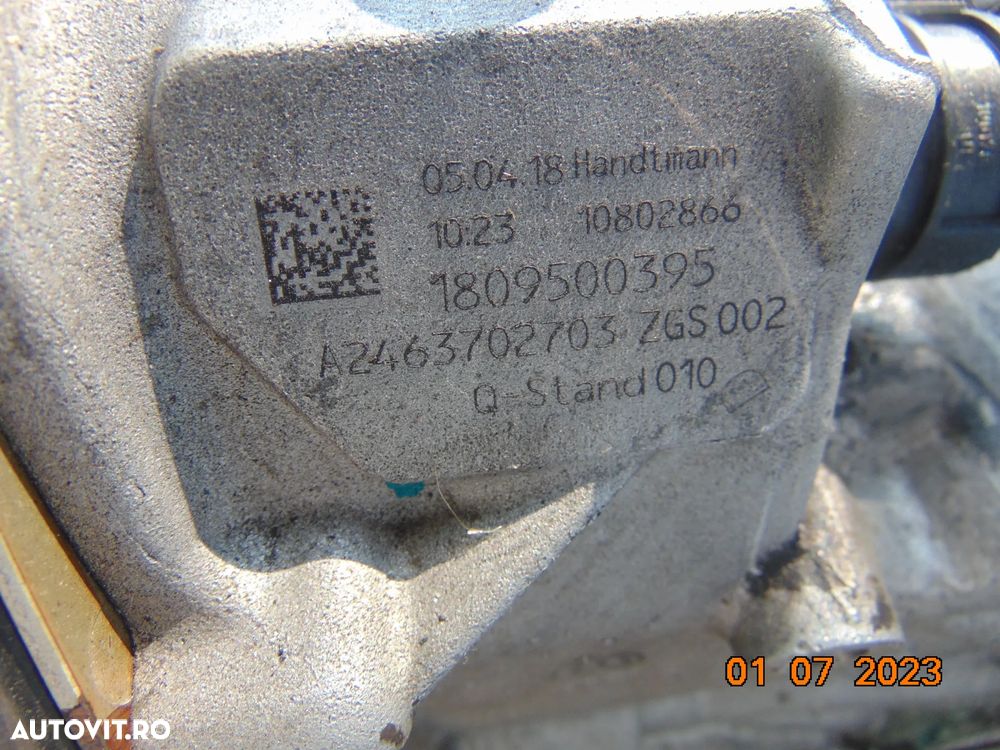 05.04.18 Handtmann
10:23 10802866
1809500395
A2463702703 ZGS 002
Q-Stand 010
01 07 2023
AUTOVIT.RO